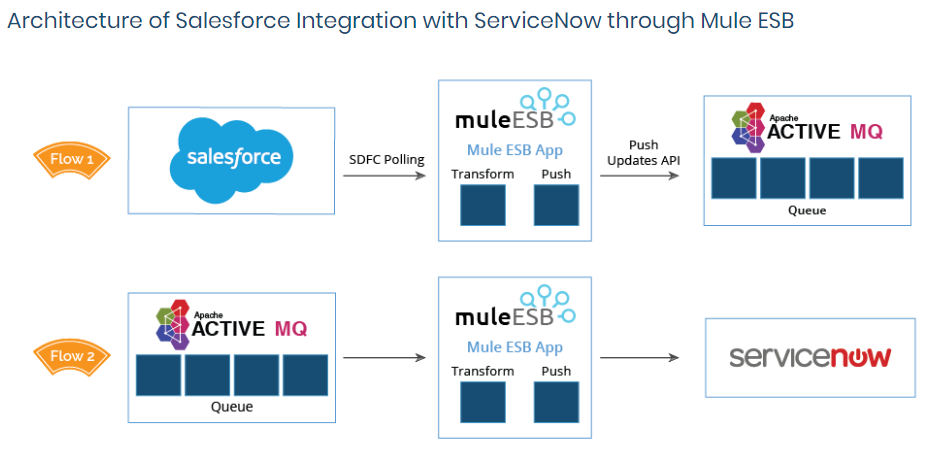 Architecture of Salesforce Integration with ServiceNow through Mule ESB
Flow 1
salesforce
SDFC Polling
muleESB
Mule ESB App
Transform Push
Push
Updates API
Apache
ACTIVE MQ
Queue
Flow 2
Apache
ACTIVE MQ
Queue
muleESB
Mule ESB App
Transform Push
servicenow